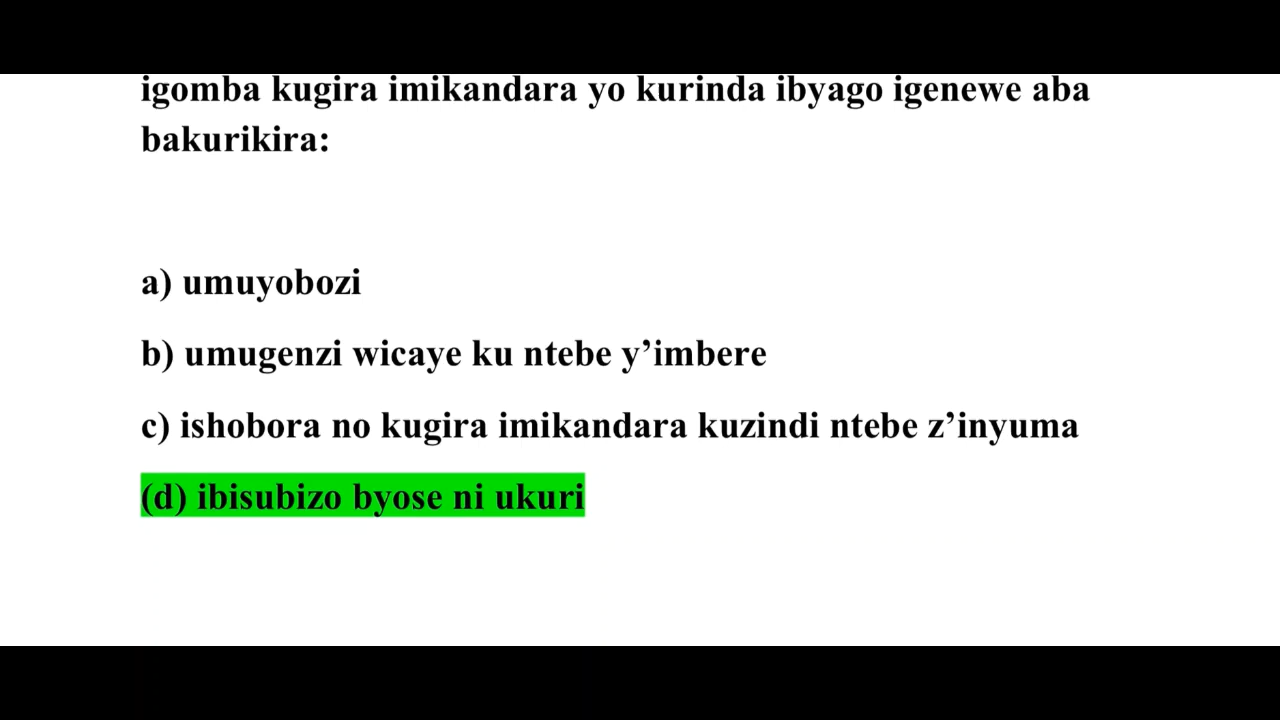 igomba kugira imikandara yo kurinda ibyago igenewe aba
bakurikira:
a) umuyobozi
b) umugenzi wicaye ku ntebe y’imbere
c) ishobora no kugira imikandara kuzindi ntebe z’inyuma
(d) ibisubizo byose ni ukuri